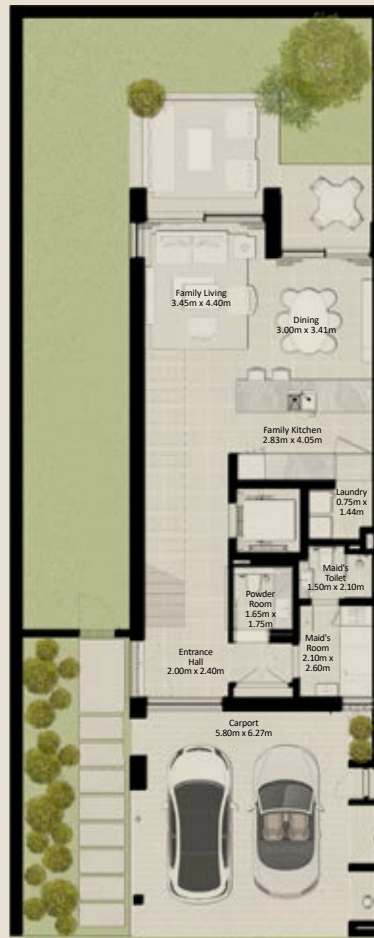 Family Living
3.45m x 4.40m
Dining
3.00m x 3.41m
Family Kitchen
2.83m x 4.05m
Laundry
0.75m x
1.44m
Maid's
Toilet
1.50m x 2.10m
Powder
Room
1.65m x
1.75m
Maid's
Room
2.10m x
2.60m
Entrance
Hall
2.00m x 2.40m
Carport
5.80m x 6.27m